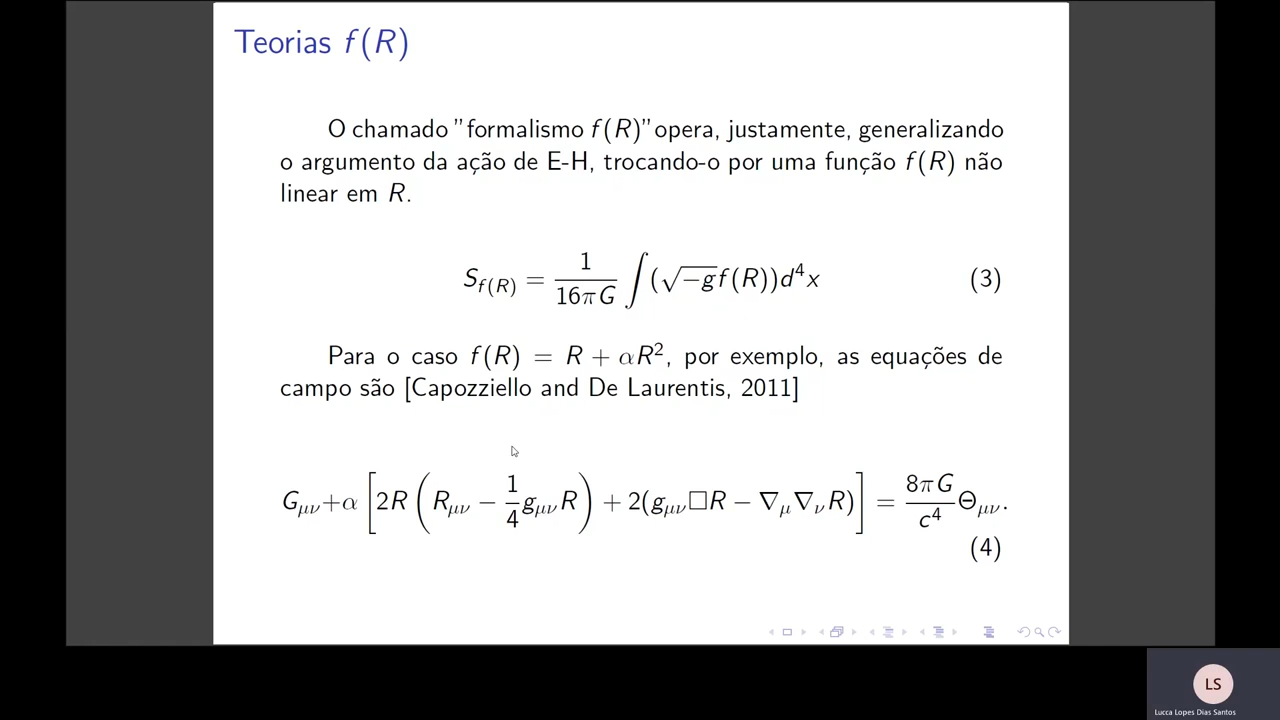 Teorias f(R)
O chamado ”formalismo f(R)”opera, justamente, generalizando
o argumento da ação de E-H, trocando-o por uma função f(R) não
linear em R.
S_{f(R)} = \frac{1}{16πG} ∫ (√{−g} f(R)) d⁴x (3)
Para o caso f(R) = R + αR², por exemplo, as equações de
campo são [Capozziello and De Laurentis, 2011]
G_{μν}+α [2R (R_{μν} − \frac{1}{4} g_{μν}R) + 2(g_{μν}□R − ∇_μ∇_νR)] = \frac{8πG}{c⁴} Θ_{μν}.
(4)
LS
Lucca Lopes Dias Santos